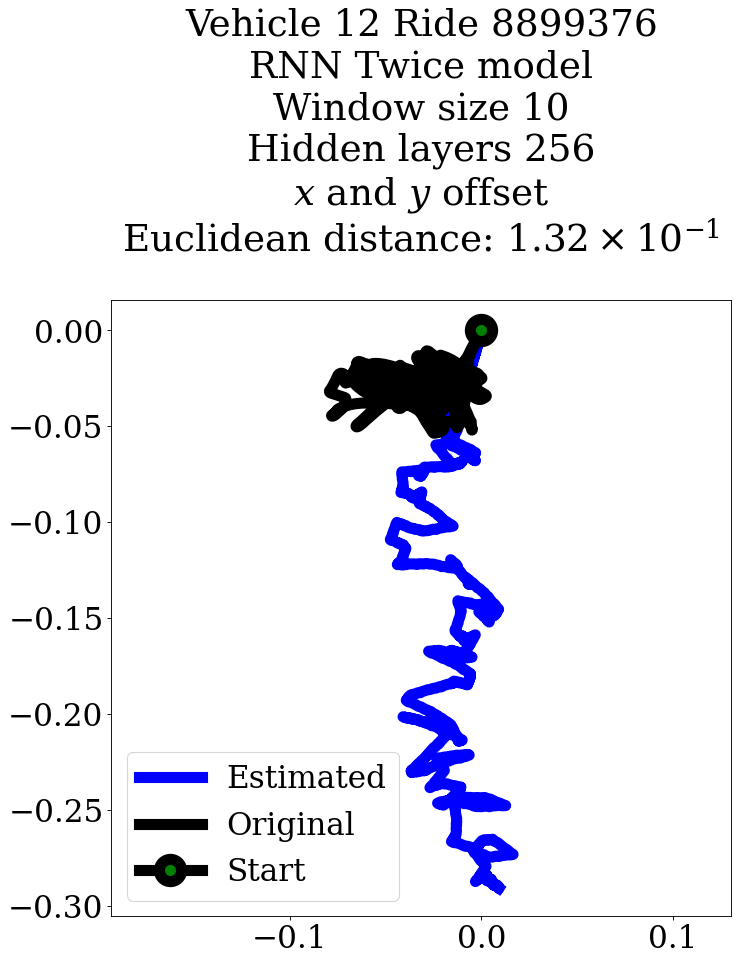 Vehicle 12 Ride 8899376
RNN Twice model
Window size 10
Hidden layers 256
x and y offset
Euclidean distance: 1.32 × 10⁻¹
0.00
−0.05
−0.10
−0.15
−0.20
−0.25
−0.30
Estimated
Original
Start
−0.1
0.0
0.1